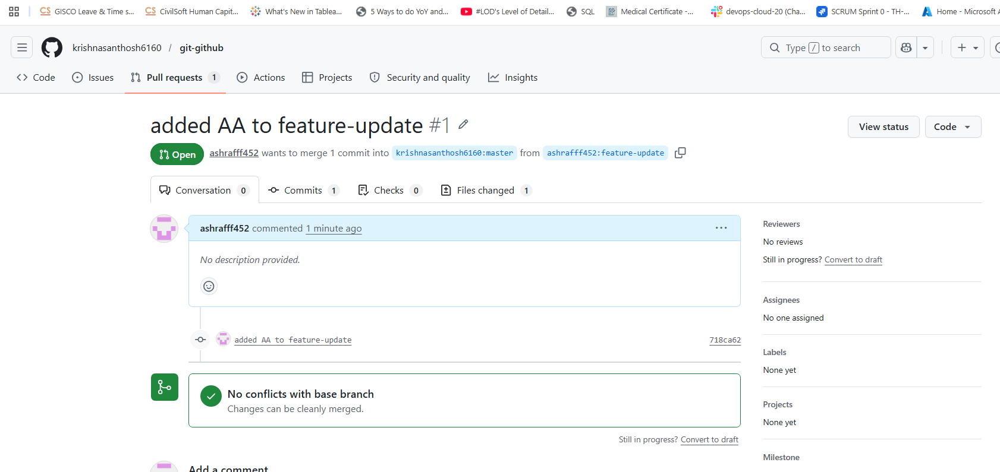 CS GISCO Leave & Time s... CS CivilSoft Human Capit... What's New in Tablea... 5 Ways to do YoY and... #LOD's Level of Detail... SQL Medical Certificate -... devops-cloud-20 (Cha... SCRUM Sprint 0 - TH-... Home - Microsoft A
krishnasanthosh6160 / git-github Type / to search
Code Issues Pull requests 1 Actions Projects Security and quality Insights
added AA to feature-update #1 View status Code
Open ashrafff452 wants to merge 1 commit into krishnasanthosh6160:master from ashrafff452:feature-update
Conversation 0 Commits 1 Checks 0 Files changed 1
ashrafff452 commented 1 minute ago
No description provided.
added AA to feature-update 718ca62
No conflicts with base branch
Changes can be cleanly merged.
Still in progress? Convert to draft
Add a comment
Reviewers
No reviews
Still in progress? Convert to draft
Assignees
No one assigned
Labels
None yet
Projects
None yet
Milestone